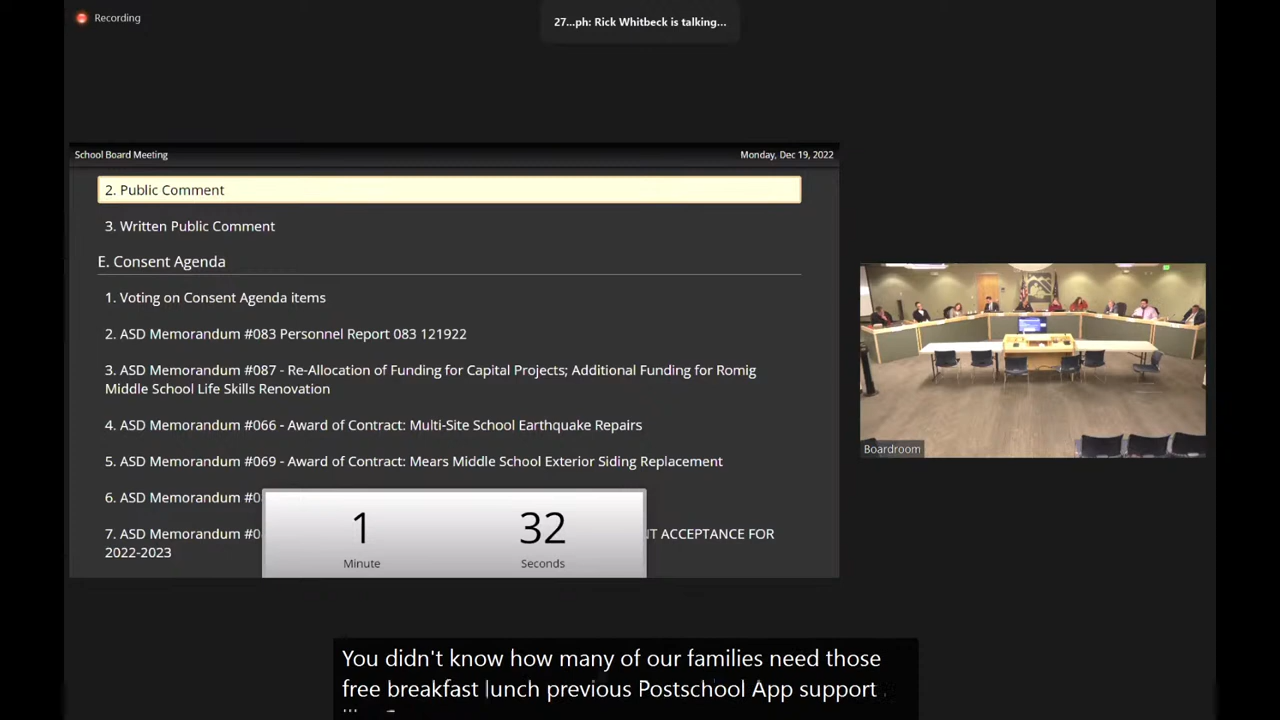 Recording
27...ph: Rick Whitbeck is talking...
School Board Meeting
Monday, Dec 19, 2022
2. Public Comment
3. Written Public Comment
E. Consent Agenda
1. Voting on Consent Agenda items
2. ASD Memorandum #083 Personnel Report 083 121922
3. ASD Memorandum #087 - Re-Allocation of Funding for Capital Projects; Additional Funding for Romig
Middle School Life Skills Renovation
4. ASD Memorandum #066 - Award of Contract: Multi-Site School Earthquake Repairs
5. ASD Memorandum #069 - Award of Contract: Mears Middle School Exterior Siding Replacement
6. ASD Memorandum #0
7. ASD Memorandum #0 NT ACCEPTANCE FOR
2022-2023
1 32
Minute Seconds
Boardroom
You didn't know how many of our families need those
free breakfast lunch previous Postschool App support